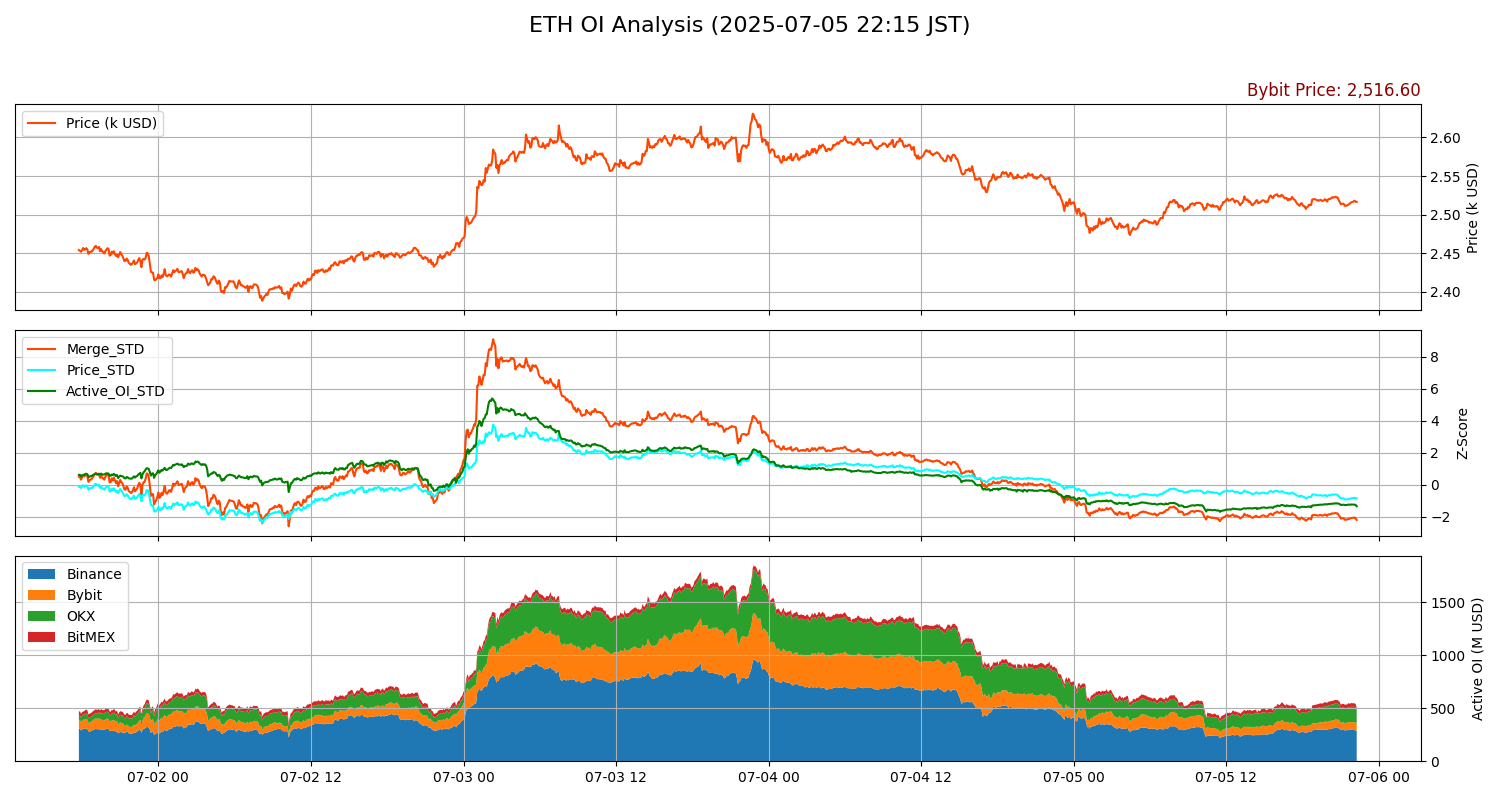 ETH OI Analysis (2025-07-05 22:15 JST)
Bybit Price: 2,516.60
Price (k USD)
2.60
2.55
2.50
2.45
2.40
Price (k USD)
Merge_STD
Price_STD
Active_OI_STD
8
6
4
2
0
−2
Z-Score
Binance
Bybit
OKX
BitMEX
1500
1000
500
0
Active OI (M USD)
07-02 00
07-02 12
07-03 00
07-03 12
07-04 00
07-04 12
07-05 00
07-05 12
07-06 00